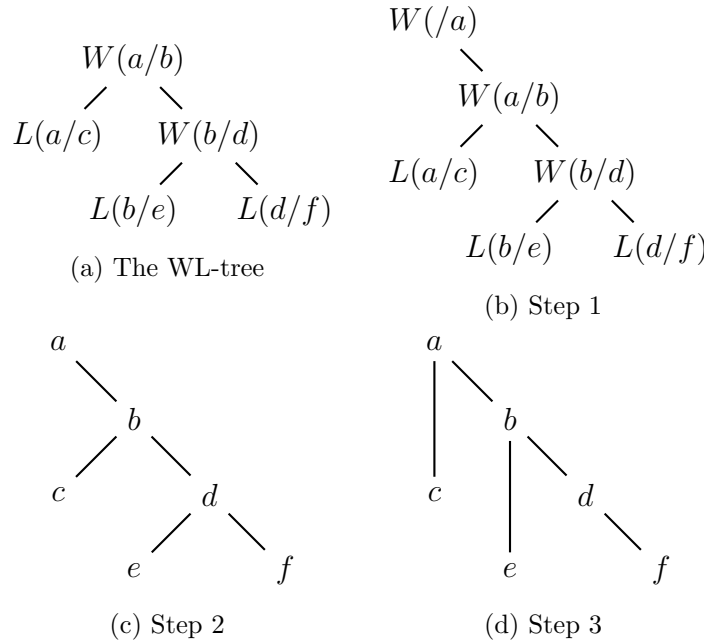 W(a/b)
L(a/c) W(b/d)
L(b/e) L(d/f)
(a) The WL-tree
W(/a)
W(a/b)
L(a/c) W(b/d)
L(b/e) L(d/f)
(b) Step 1
a
b
c d
e f
(c) Step 2
a
b
c d
e f
(d) Step 3